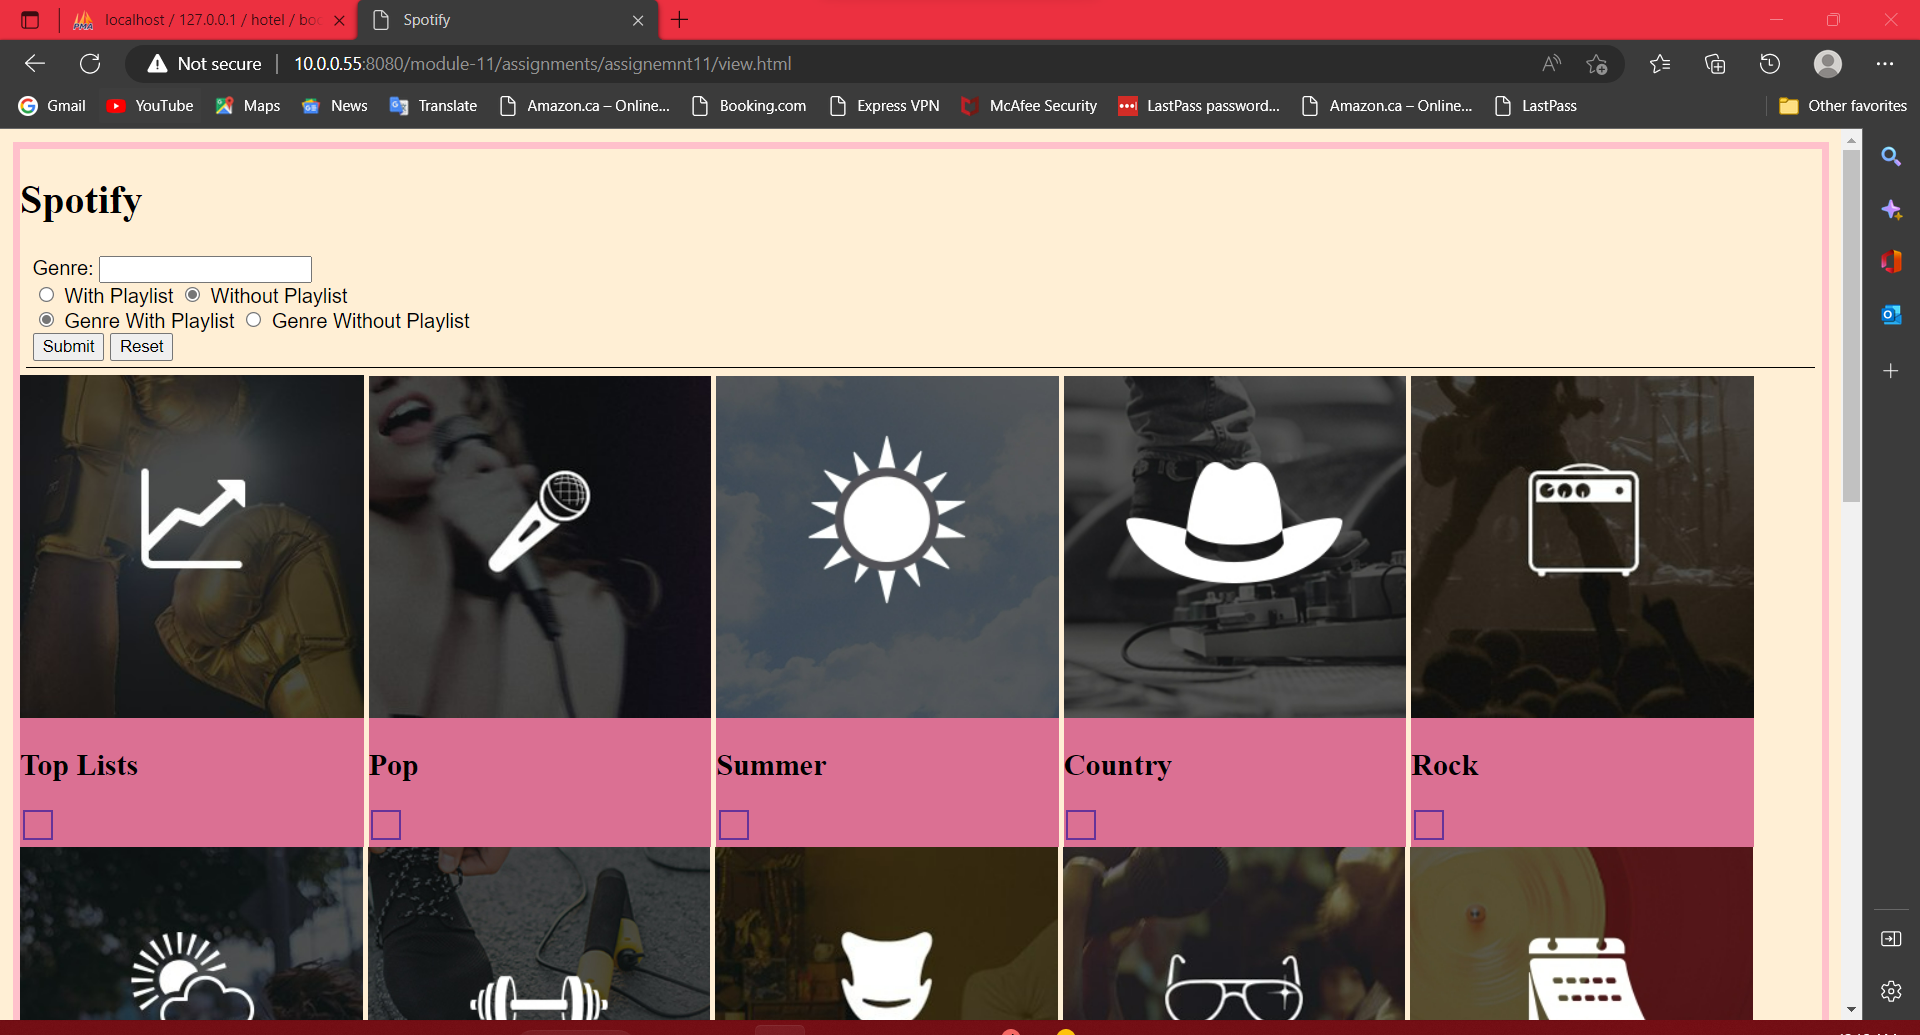 localhost / 127.0.0.1 / hotel / boo
Spotify
Not secure
10.0.0.55:8080/module-11/assignments/assignemnt11/view.html
Gmail YouTube Maps News Translate Amazon.ca – Online... Booking.com Express VPN McAfee Security LastPass password... Amazon.ca – Online... LastPass Other favorites
Spotify
Genre:
With Playlist Without Playlist
Genre With Playlist Genre Without Playlist
Submit Reset
Top Lists Pop Summer Country Rock